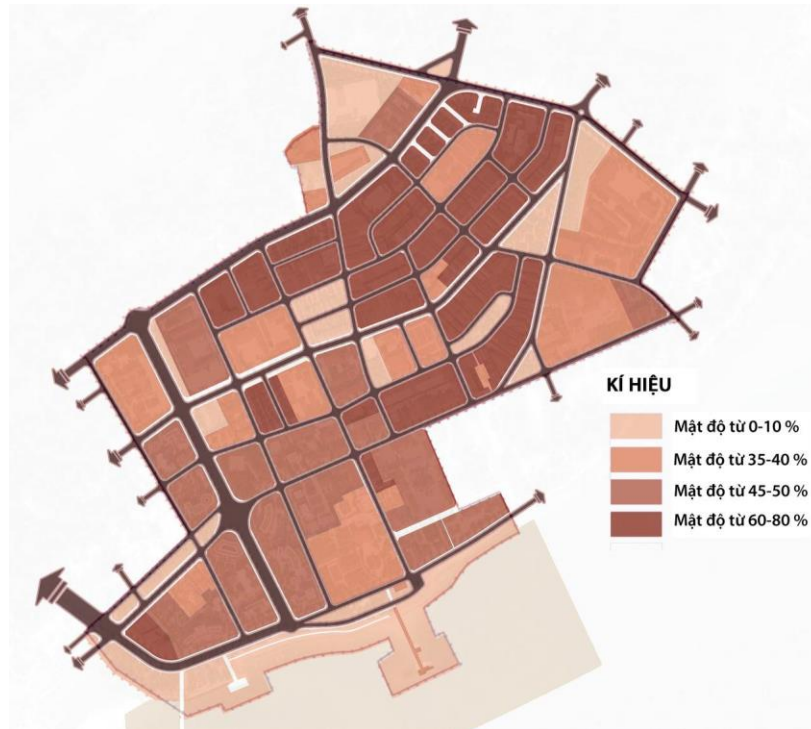 KÍ HIỆU
Mật độ từ 0-10 %
Mật độ từ 35-40 %
Mật độ từ 45-50 %
Mật độ từ 60-80 %